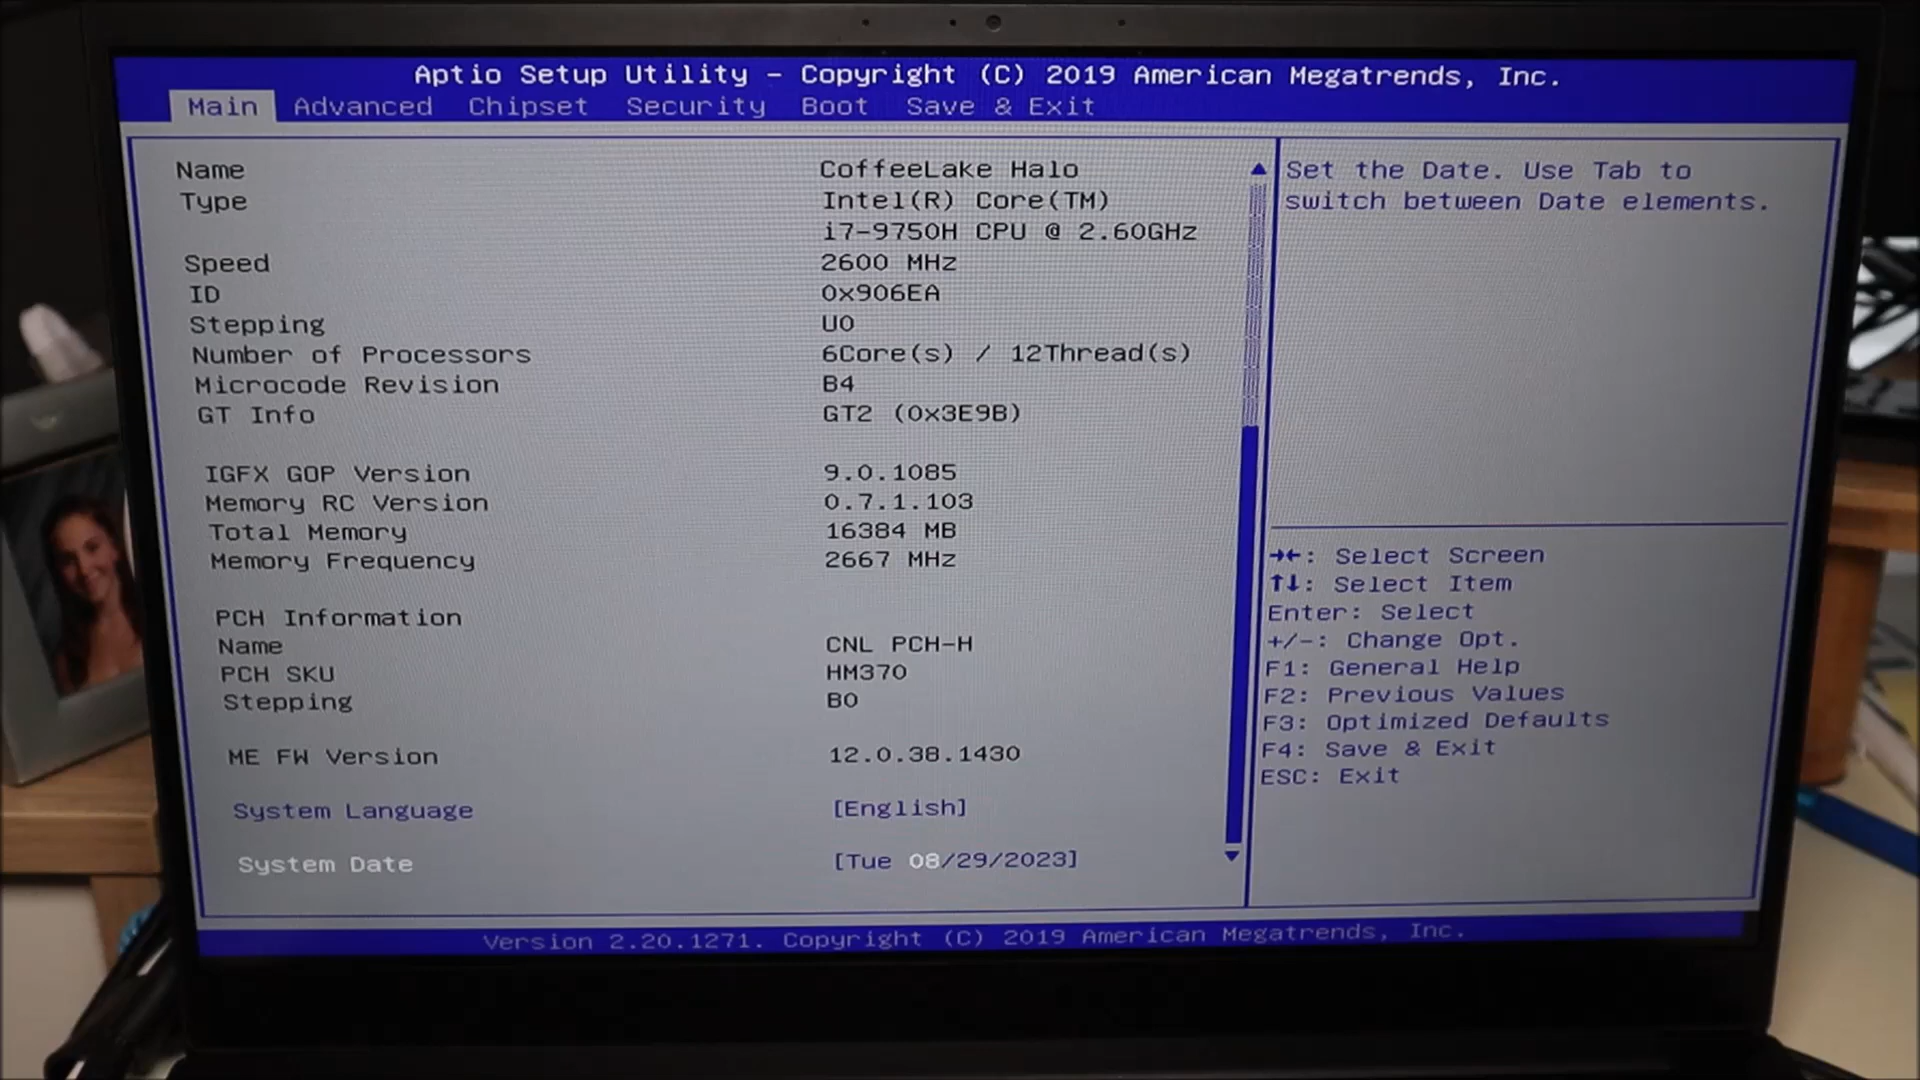 Aptio Setup Utility – Copyright (C) 2019 American Megatrends, Inc.
Main Advanced Chipset Security Boot Save & Exit
Name CoffeeLake Halo
Type Intel(R) Core(TM)
i7-9750H CPU @ 2.60GHz
Speed 2600 MHz
ID 0x906EA
Stepping U0
Number of Processors 6Core(s) / 12Thread(s)
Microcode Revision B4
GT Info GT2 (0x3E9B)
IGFX GOP Version 9.0.1085
Memory RC Version 0.7.1.103
Total Memory 16384 MB
Memory Frequency 2667 MHz
PCH Information
Name CNL PCH-H
PCH SKU HM370
Stepping B0
ME FW Version 12.0.38.1430
System Language [English]
System Date [Tue 08/29/2023]
Set the Date. Use Tab to
switch between Date elements.
→←: Select Screen
↑↓: Select Item
Enter: Select
+/-: Change Opt.
F1: General Help
F2: Previous Values
F3: Optimized Defaults
F4: Save & Exit
ESC: Exit
Version 2.20.1271. Copyright (C) 2019 American Megatrends, Inc.